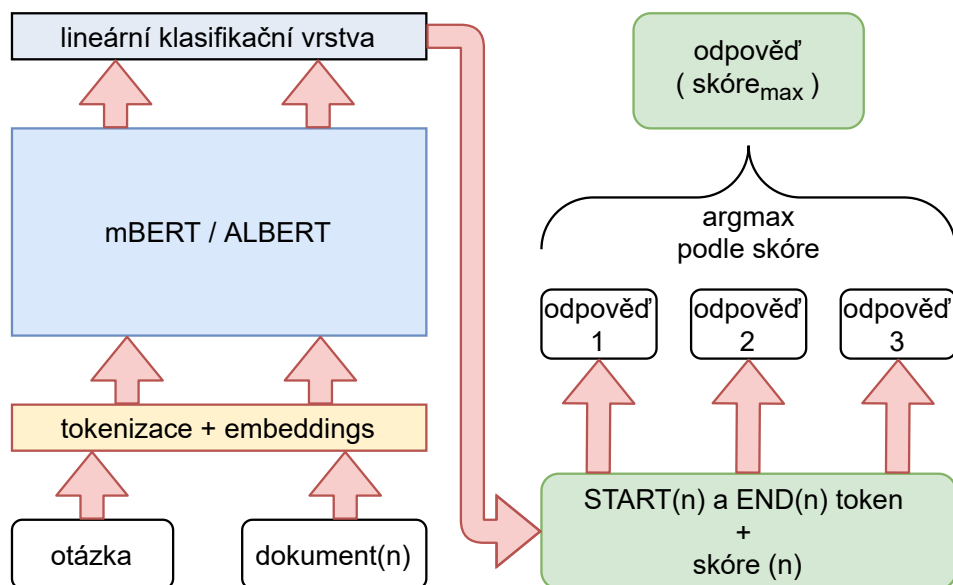 lineární klasifikační vrstva
mBERT / ALBERT
tokenizace + embeddings
otázka
dokument(n)
odpověď
( skóre_max )
argmax
podle skóre
odpověď
1
odpověď
2
odpověď
3
START(n) a END(n) token
+
skóre (n)